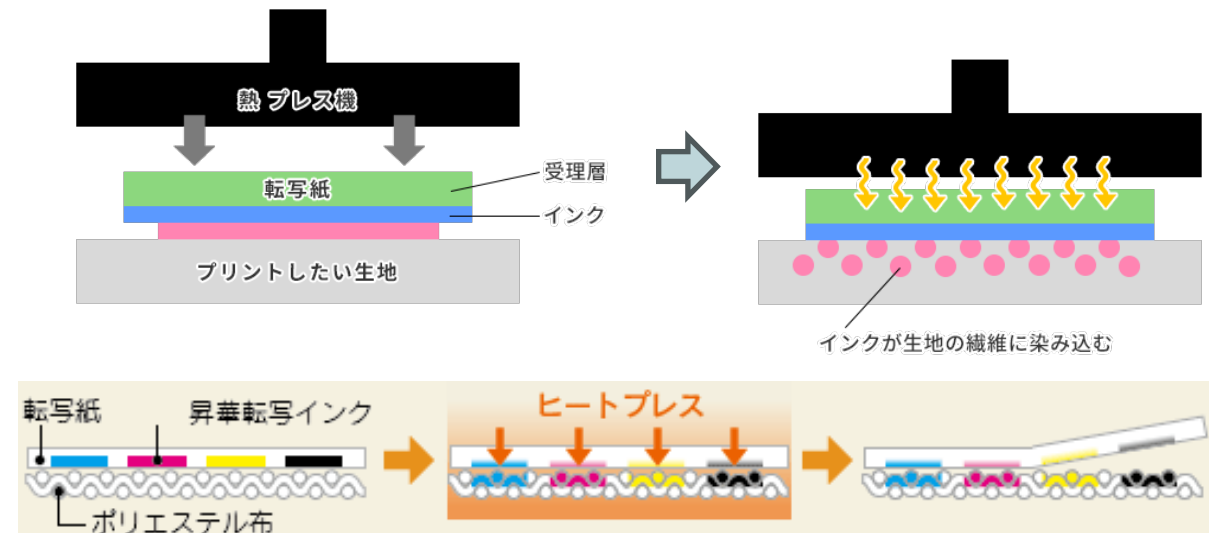 熱 プレス機
転写紙
受理層
インク
プリントしたい生地
インクが生地の繊維に染み込む
転写紙
昇華転写インク
ヒートプレス
ポリエステル布